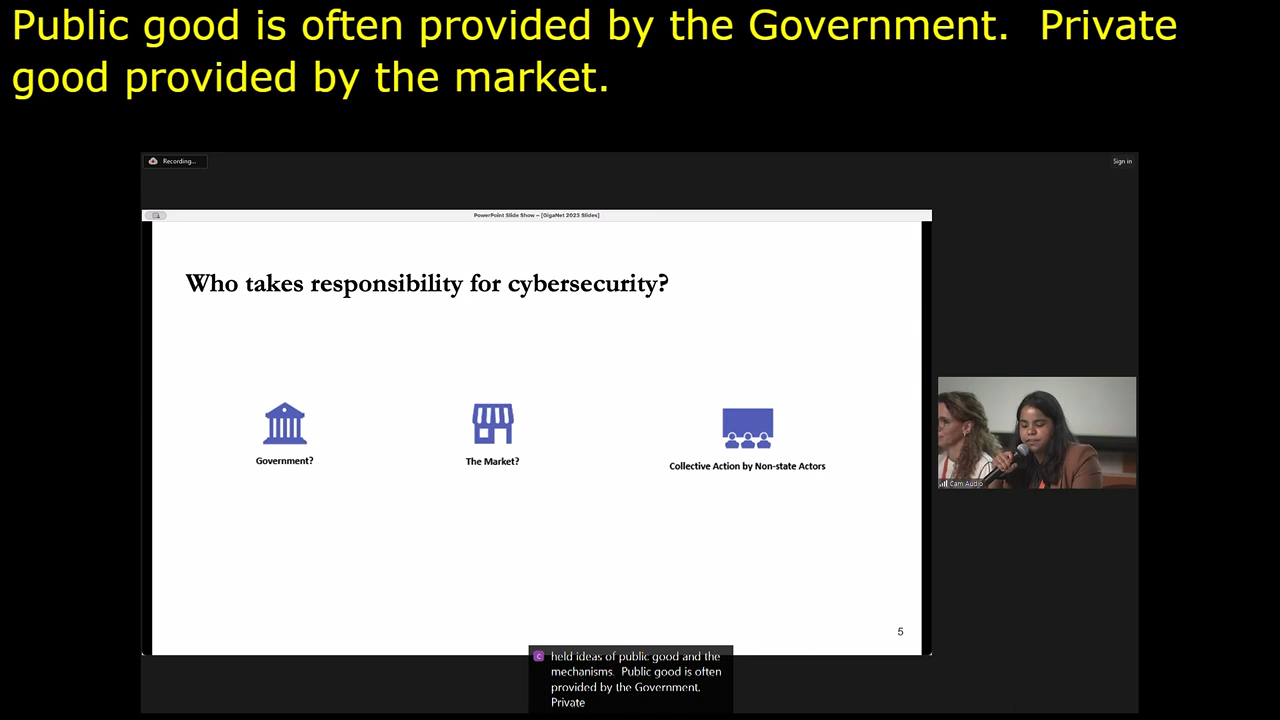 Public good is often provided by the Government.  Private
good provided by the market.
Recording...
Sign in
PowerPoint Slide Show – [GigaNet 2023 Slides]
Who takes responsibility for cybersecurity?
Government?
The Market?
Collective Action by Non-state Actors
Cam Audio
5
C
held ideas of public good and the
mechanisms.  Public good is often
provided by the Government.
Private